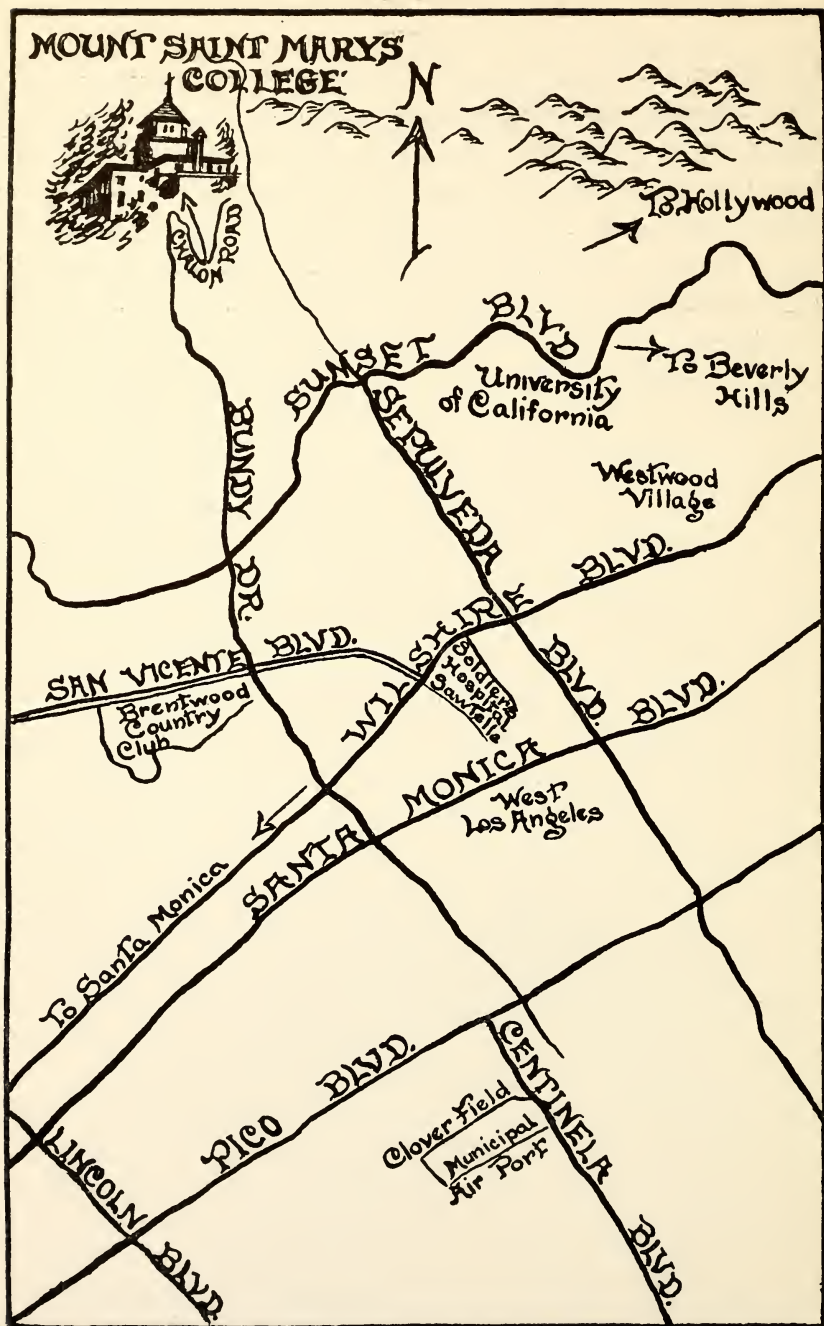 MOUNT SAINT MARYS
COLLEGE
N
To Hollywood
CHALON ROAD
SUNSET BLVD
To Beverly
Hills
University
of California
BUNDY DR.
SEPULVEDA BLVD.
Westwood
Village
WILSHIRE BLVD.
SAN VICENTE BLVD.
Soldiers
Hospital
Sawtelle
Brentwood
Country
Club
SANTA MONICA BLVD.
West
Los Angeles
To Santa Monica
PICO BLVD.
CENTINELA BLVD.
Clover Field
Municipal
Air Port
LINCOLN BLVD.